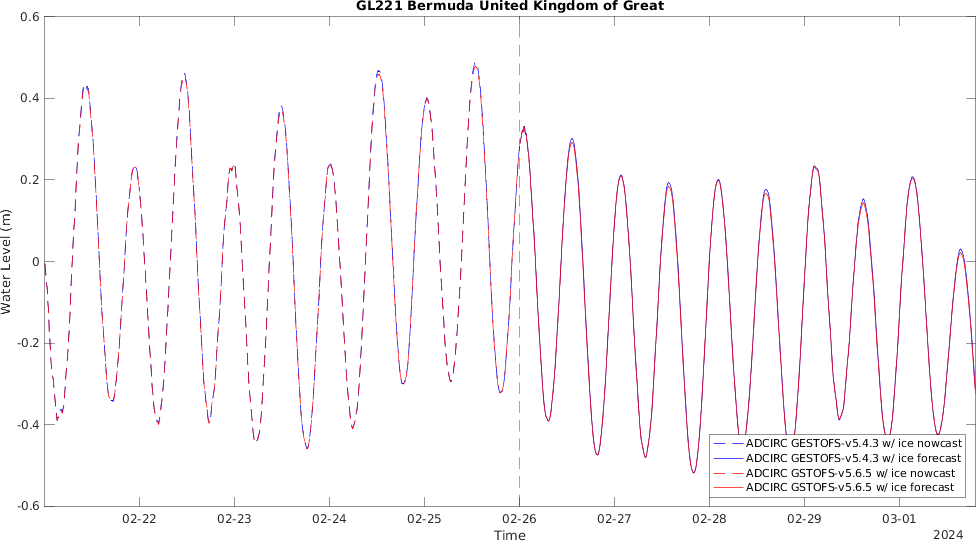 GL221 Bermuda United Kingdom of Great
0.6
0.4
0.2
0
-0.2
-0.4
-0.6
Water Level (m)
ADCIRC GESTOFS-v5.4.3 w/ ice nowcast
ADCIRC GESTOFS-v5.4.3 w/ ice forecast
ADCIRC GSTOFS-v5.6.5 w/ ice nowcast
ADCIRC GSTOFS-v5.6.5 w/ ice forecast
02-22 02-23 02-24 02-25 02-26 02-27 02-28 02-29 03-01
Time
2024